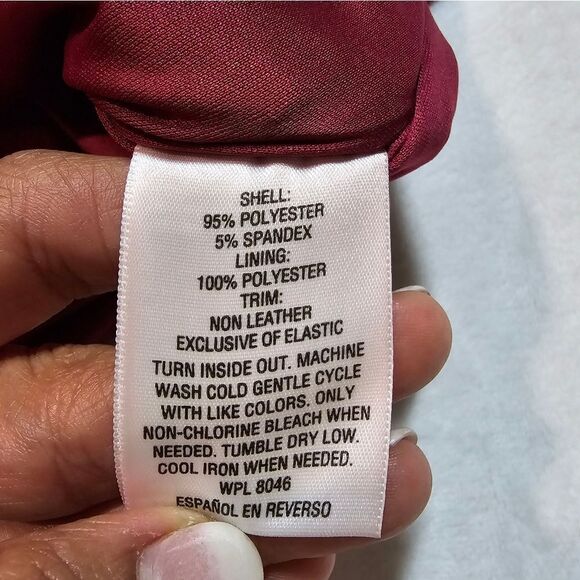 SHELL:
95% POLYESTER
5% SPANDEX
LINING:
100% POLYESTER
TRIM:
NON LEATHER
EXCLUSIVE OF ELASTIC
TURN INSIDE OUT. MACHINE
WASH COLD GENTLE CYCLE
WITH LIKE COLORS. ONLY
NON-CHLORINE BLEACH WHEN
NEEDED. TUMBLE DRY LOW.
COOL IRON WHEN NEEDED.
WPL 8046
ESPAÑOL EN REVERSO